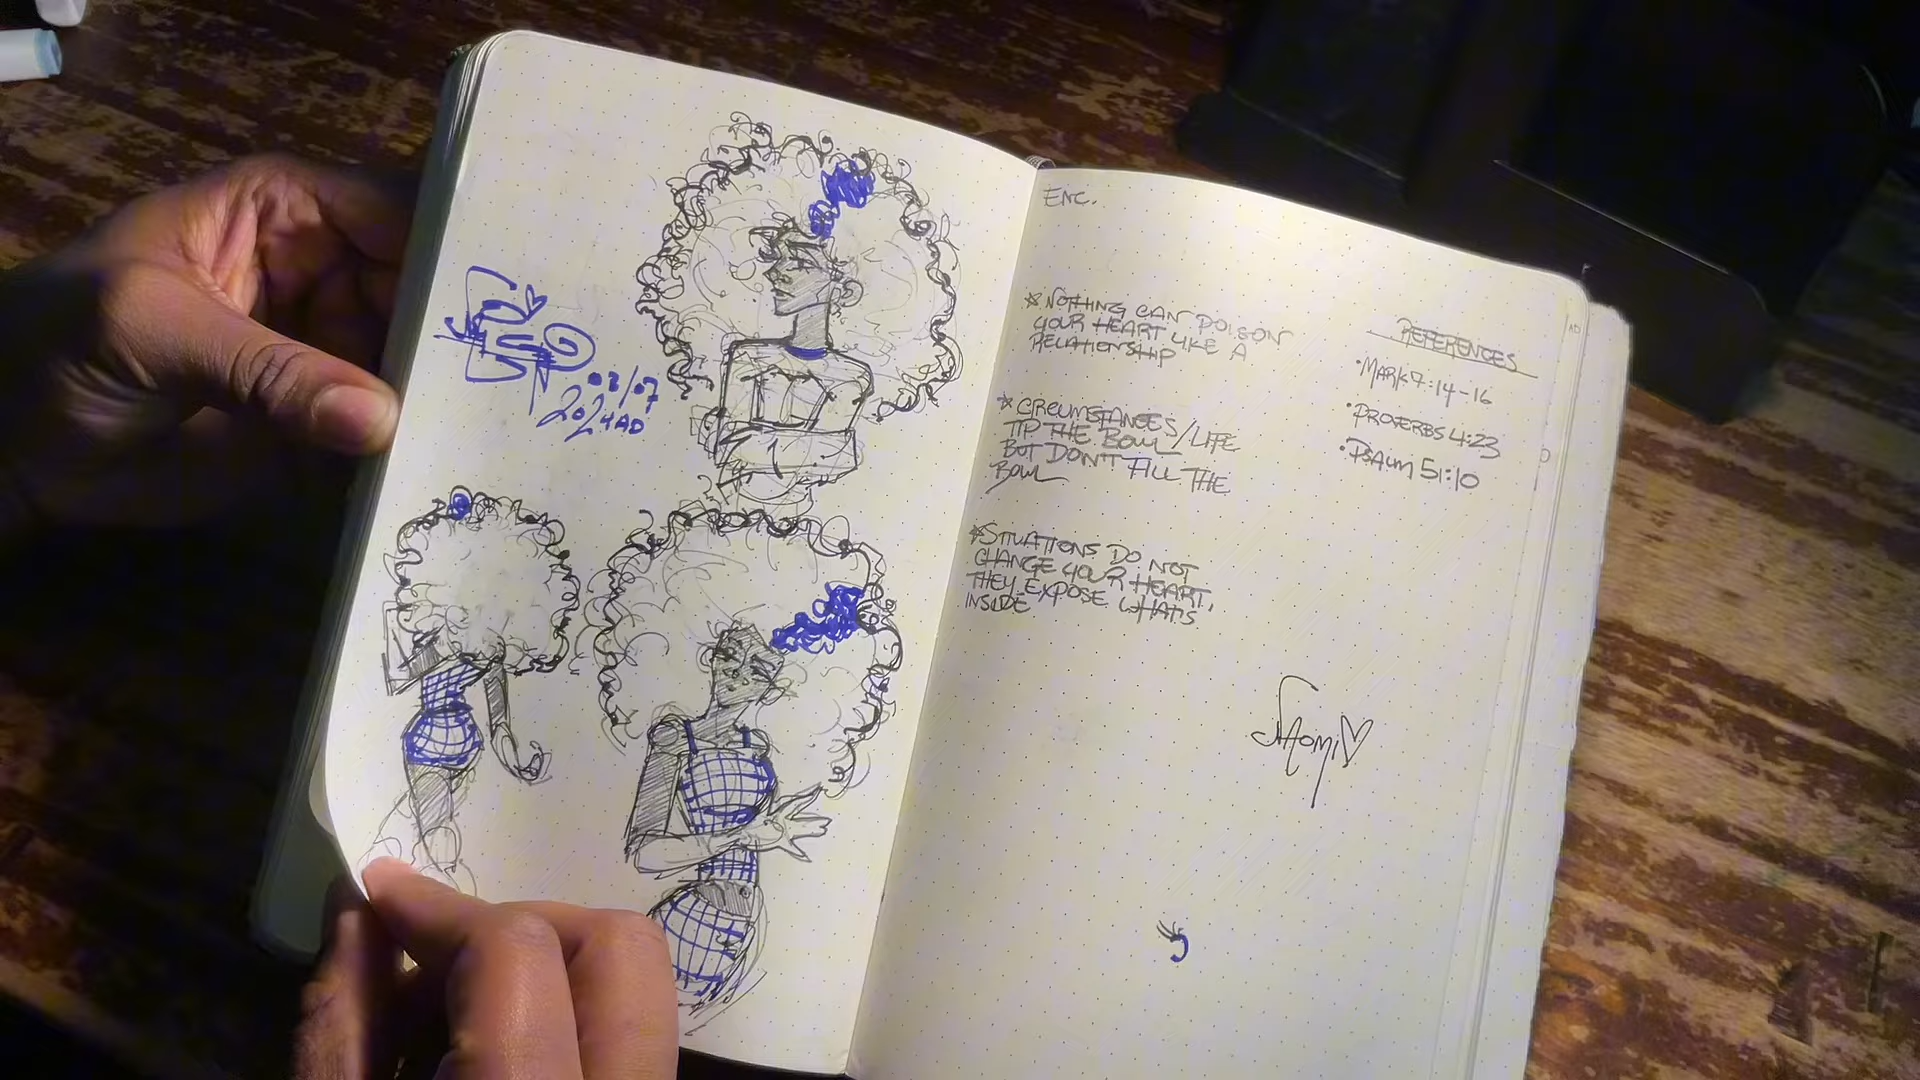 03/07
2024AD
Enc.
*NOTHING CAN POISON
YOUR HEART LIKE A
RELATIONSHIP
*CIRCUMSTANCES/LIFE
TIP THE BOWL
BUT DON'T FILL THE
BOWL
*SITUATIONS DO NOT
CHANGE YOUR HEART,
THEY EXPOSE WHAT'S
INSIDE
REFERENCES
•MARK 7:14-16
•PROVERBS 4:23
•PSALM 51:10
NAOMI♡